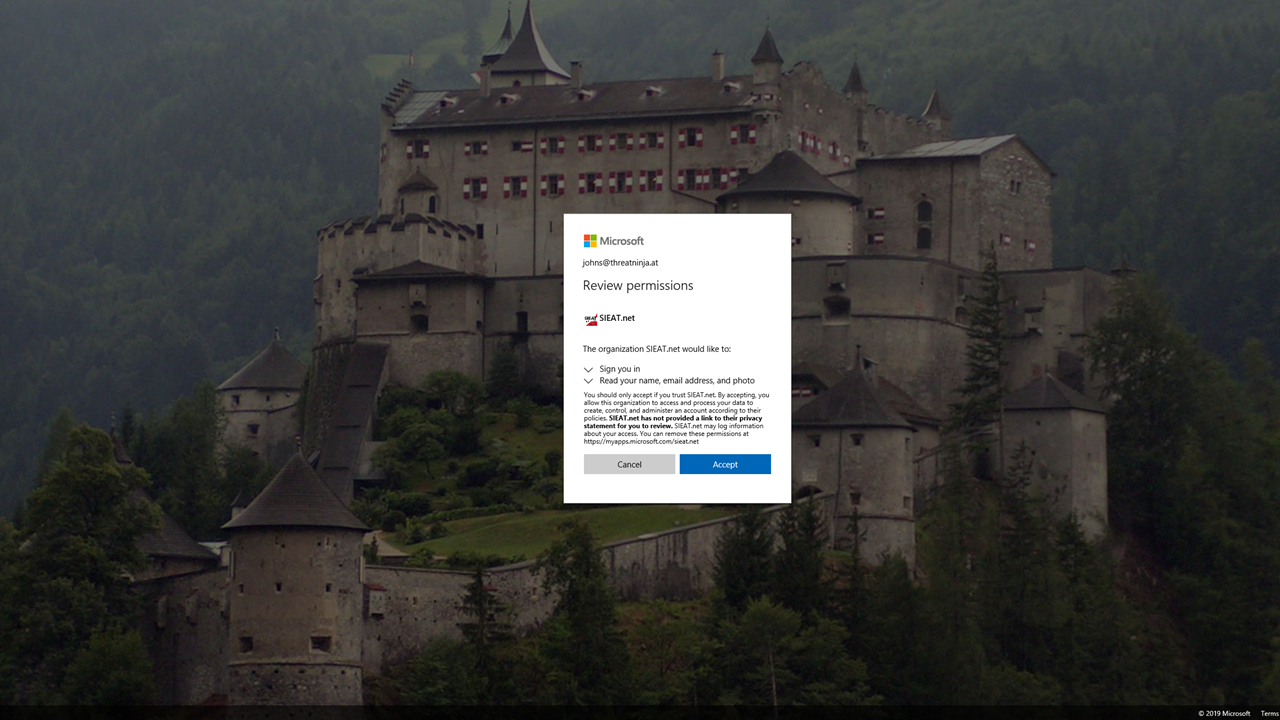 Microsoft
johns@threatninja.at
Review permissions
SIEAT.net
The organization SIEAT.net would like to:
Sign you in
Read your name, email address, and photo
You should only accept if you trust SIEAT.net. By accepting, you
allow this organization to access and process your data to
create, control, and administer an account according to their
policies. SIEAT.net has not provided a link to their privacy
statement for you to review. SIEAT.net may log information
about your access. You can remove these permissions at
https://myapps.microsoft.com/sieat.net
Cancel Accept
© 2019 Microsoft Terms